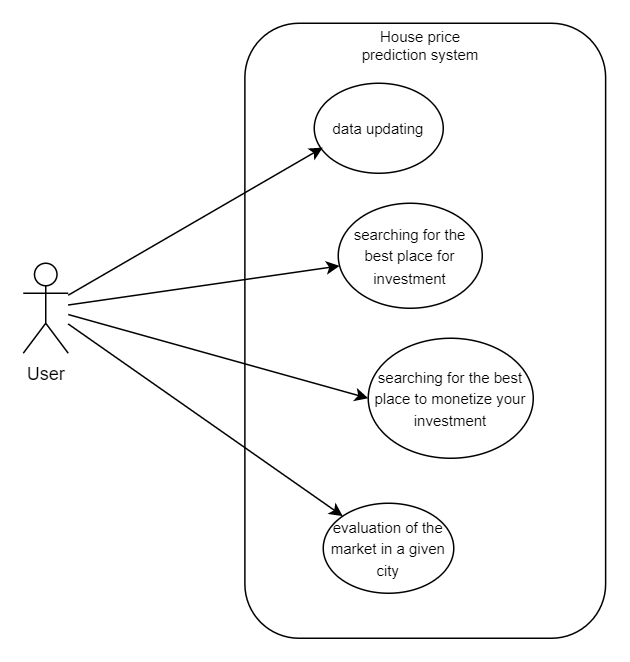 House price
prediction system
data updating
searching for the
best place for
investment
searching for the best
place to monetize your
investment
User
evaluation of the
market in a given
city